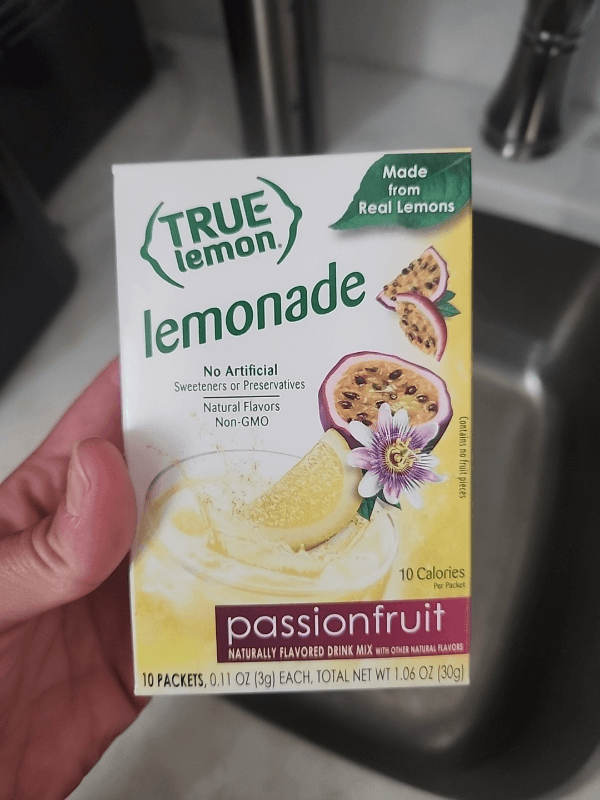 Made
from
Real Lemons
TRUE
lemon®
lemonade
No Artificial
Sweeteners or Preservatives
Natural Flavors
Non-GMO
Contains no fruit pieces
10 Calories
Per Packet
passionfruit
NATURALLY FLAVORED DRINK MIX WITH OTHER NATURAL FLAVORS
10 PACKETS, 0.11 OZ (3g) EACH, TOTAL NET WT 1.06 OZ (30g)